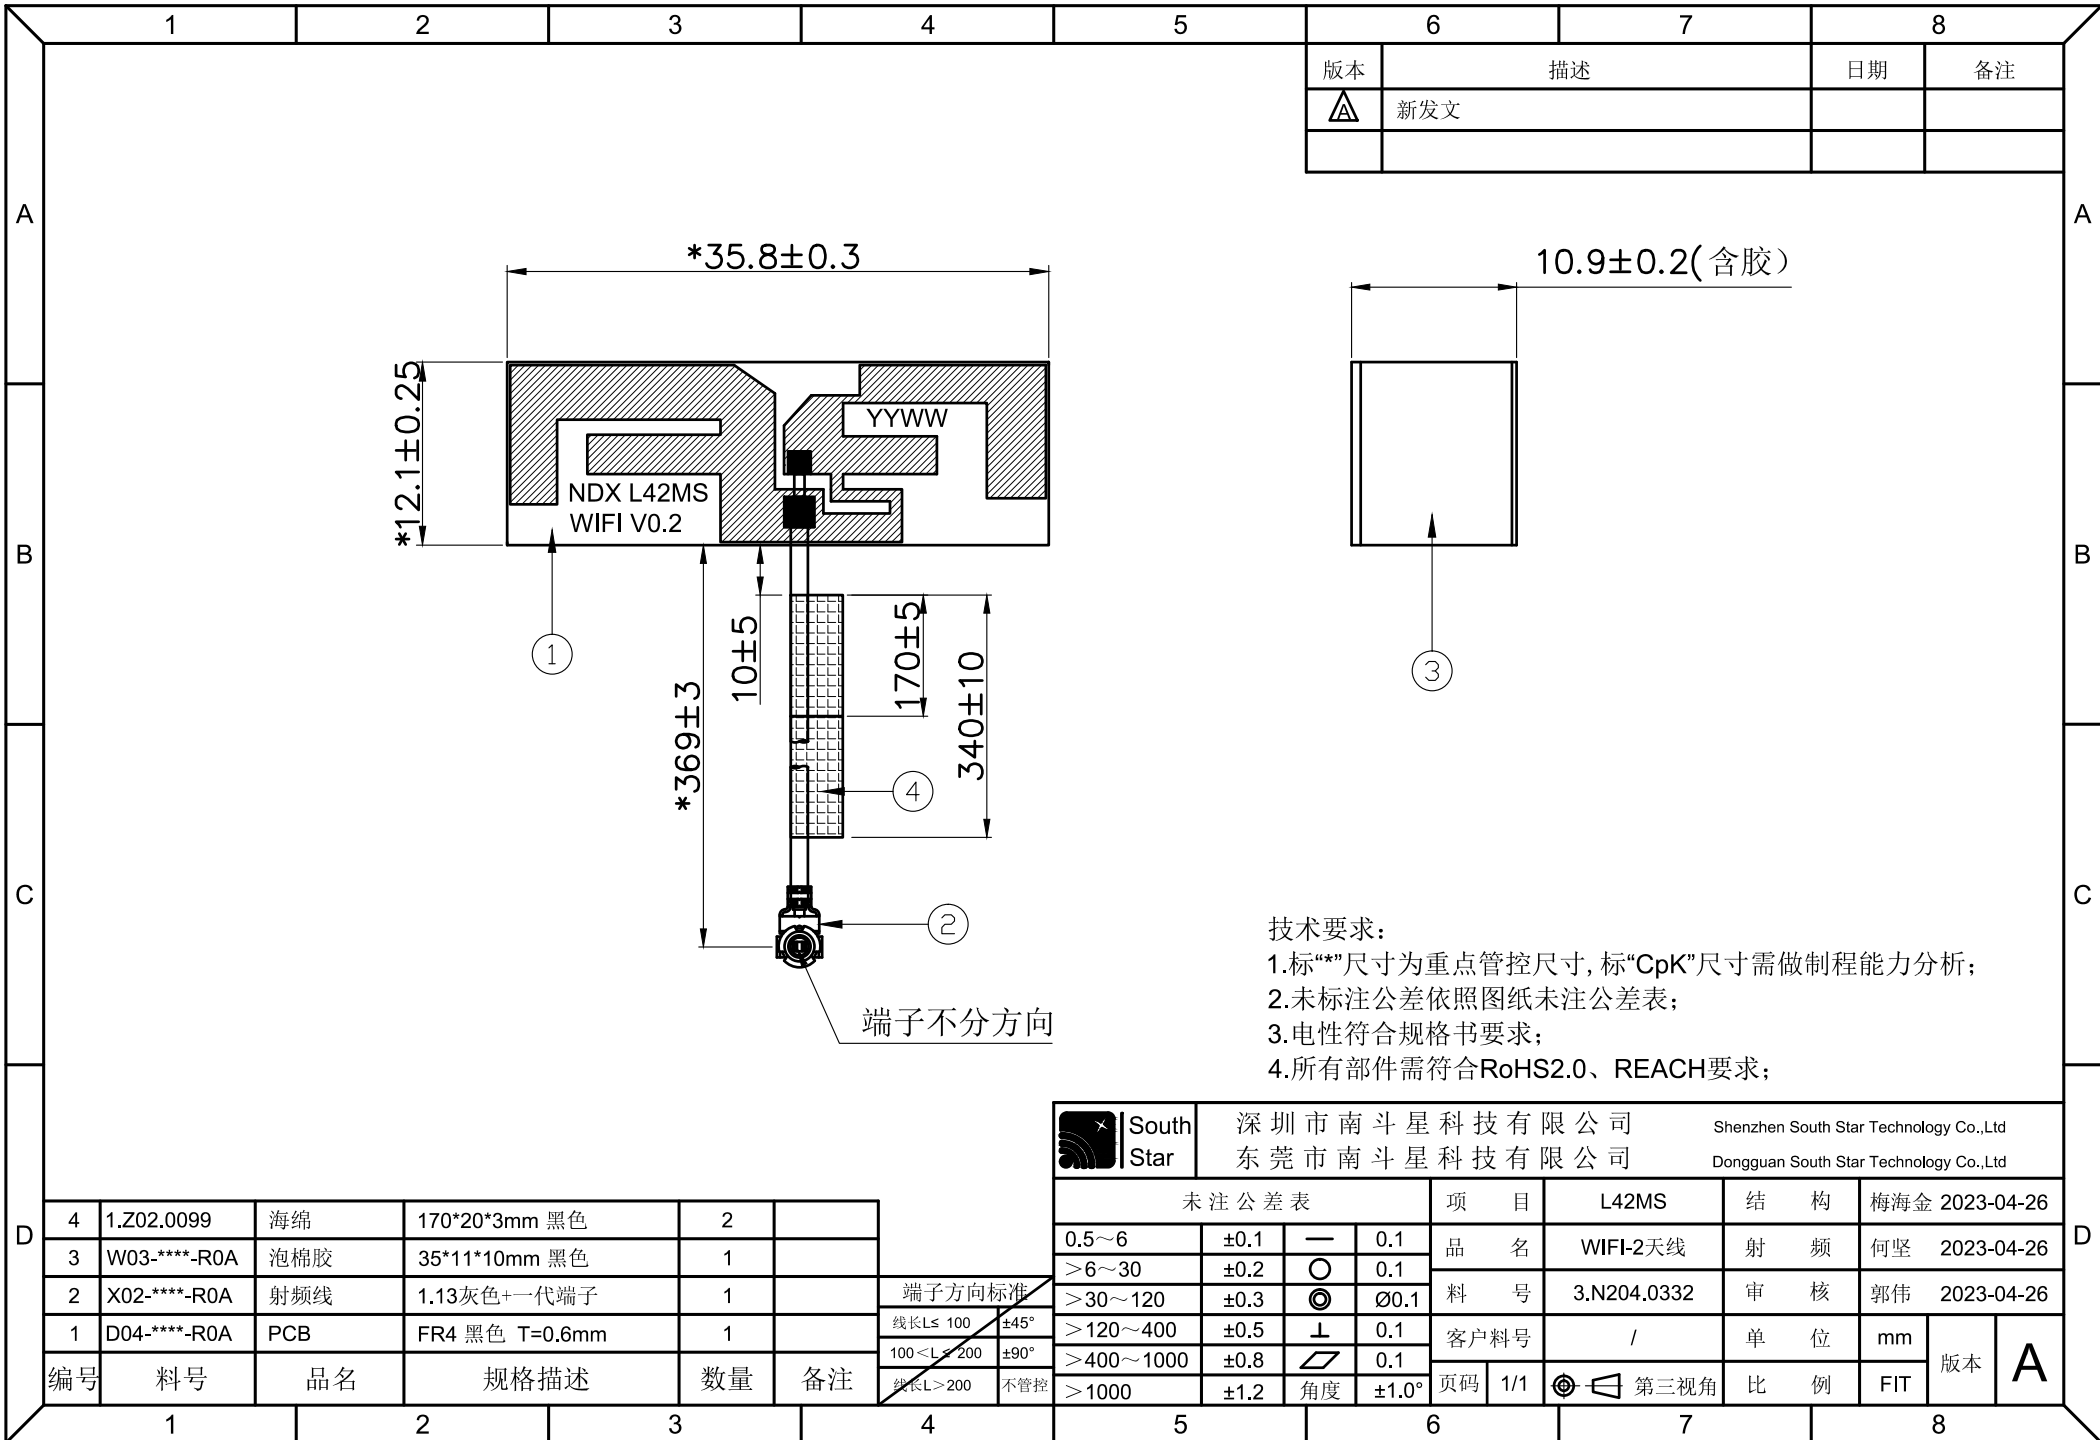 1 2 3 4 5 6 7 8
版本 描述 日期 备注
A 新发文
A A
B B
C C
D D
*35.8±0.3
10.9±0.2(含胶）
*12.1±0.25
YYWW
NDX L42MS
WIFI V0.2
1
3
10±5
170±5
*369±3
340±10
4
2
端子不分方向
技术要求：
1.标“*”尺寸为重点管控尺寸, 标“CpK”尺寸需做制程能力分析；
2.未标注公差依照图纸未注公差表；
3.电性符合规格书要求；
4.所有部件需符合RoHS2.0、REACH要求；
South
Star
深圳市南斗星科技有限公司 Shenzhen South Star Technology Co.,Ltd
东莞市南斗星科技有限公司 Dongguan South Star Technology Co.,Ltd
4 1.Z02.0099 海绵 170*20*3mm 黑色 2
3 W03-****-R0A 泡棉胶 35*11*10mm 黑色 1
2 X02-****-R0A 射频线 1.13灰色+一代端子 1
1 D04-****-R0A PCB FR4 黑色 T=0.6mm 1
编号 料号 品名 规格描述 数量 备注
端子方向标准
线长L≤ 100 ±45°
100＜L≤ 200 ±90°
线长L＞200 不管控
未注公差表
0.5～6 ±0.1 — 0.1
＞6～30 ±0.2 ○ 0.1
＞30～120 ±0.3 ◎ Ø0.1
＞120～400 ±0.5 ⊥ 0.1
＞400～1000 ±0.8 ▱ 0.1
＞1000 ±1.2 角度 ±1.0°
项目 L42MS 结构 梅海金 2023-04-26
品名 WIFI-2天线 射频 何坚 2023-04-26
料号 3.N204.0332 审核 郭伟 2023-04-26
客户料号 / 单位 mm
页码 1/1 第三视角 比例 FIT
版本 A
1 2 3 4 5 6 7 8